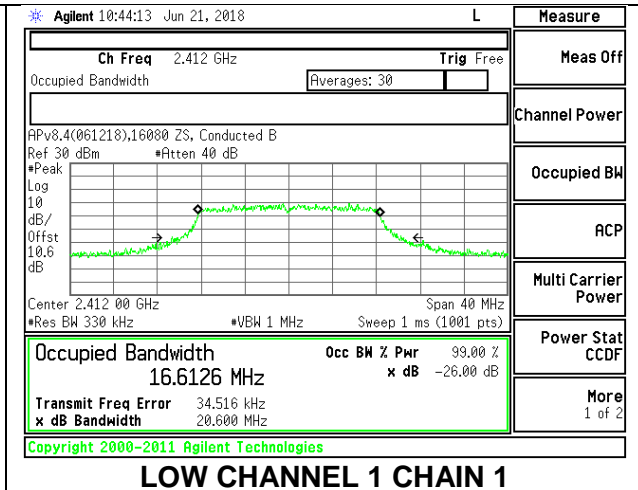 Agilent 10:44:13 Jun 21, 2018 L Measure
Ch Freq 2.412 GHz Trig Free
Meas Off
Occupied Bandwidth Averages: 30
Channel Power
APv8.4(061218),16080 ZS, Conducted B
Ref 30 dBm #Atten 40 dB
Occupied BW
#Peak
Log
10
dB/
Offst
10.6
dB
ACP
Multi Carrier
Power
Center 2.412 00 GHz Span 40 MHz
#Res BW 330 kHz #VBW 1 MHz Sweep 1 ms (1001 pts)
Power Stat
CCDF
Occupied Bandwidth Occ BW % Pwr 99.00 %
16.6126 MHz x dB -26.00 dB
Transmit Freq Error 34.516 kHz
x dB Bandwidth 20.600 MHz
More
1 of 2
Copyright 2000-2011 Agilent Technologies
LOW CHANNEL 1 CHAIN 1